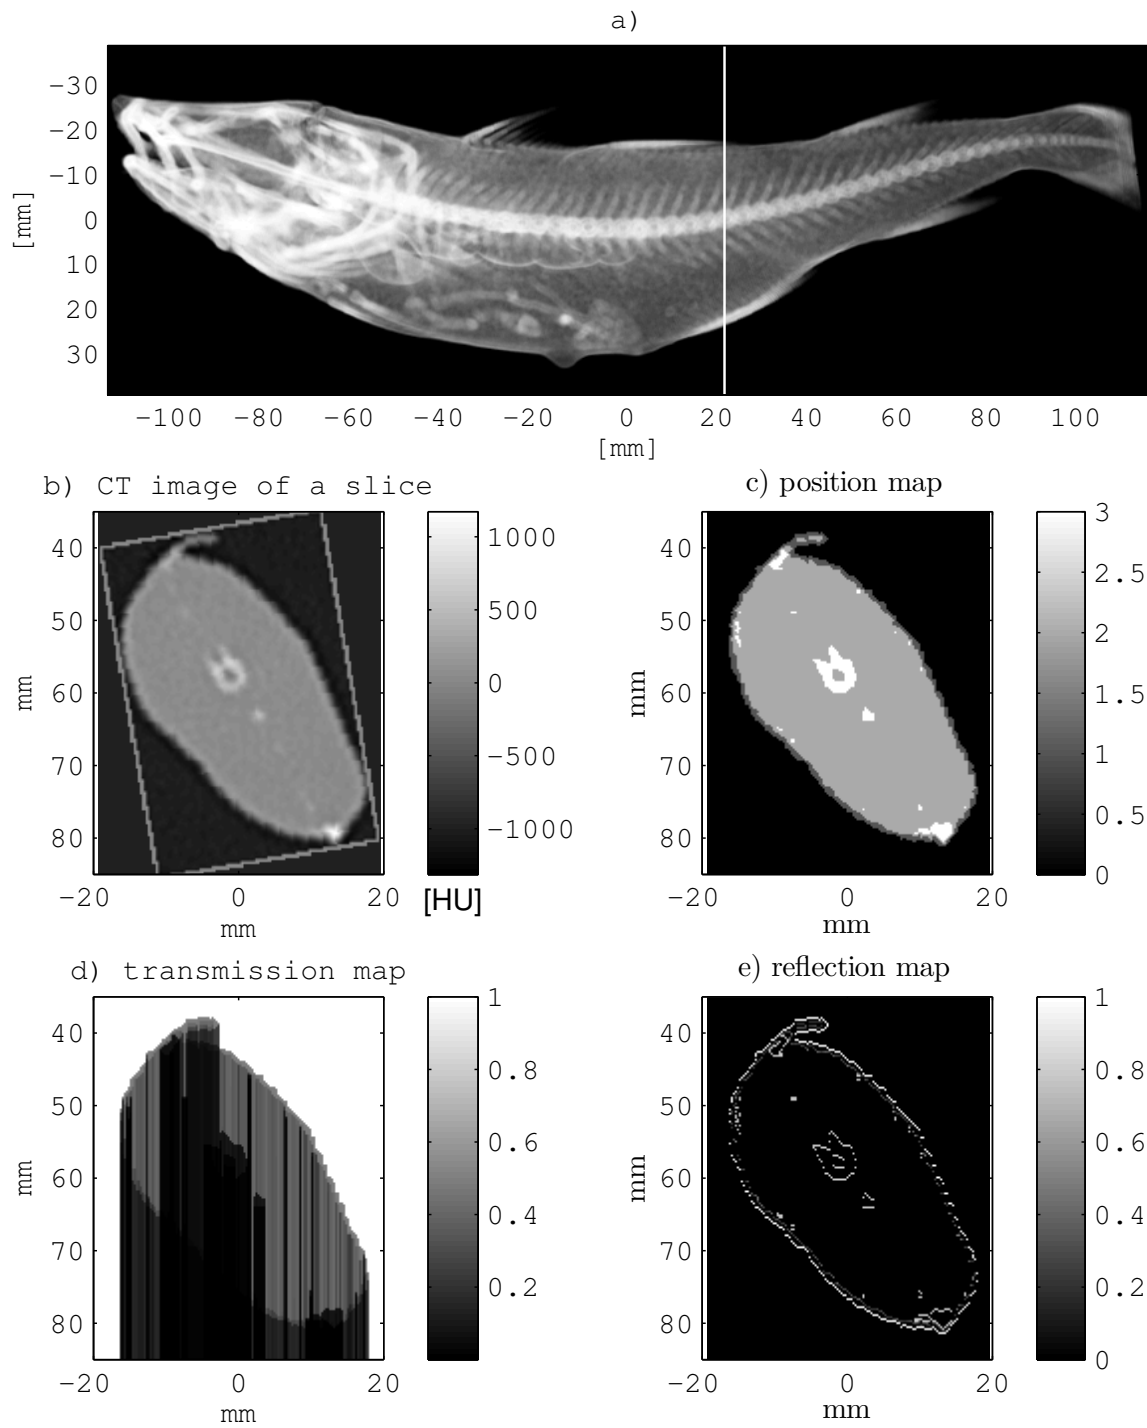 a)
−30
−20
−10
0
10
20
30
[mm]
−100 −80 −60 −40 −20 0 20 40 60 80 100
[mm]
b) CT image of a slice
40
50
60
70
80
mm
−20 0 20
mm
1000
500
0
−500
−1000
[HU]
c) position map
40
50
60
70
80
mm
−20 0 20
mm
3
2.5
2
1.5
1
0.5
0
d) transmission map
40
50
60
70
80
mm
−20 0 20
mm
1
0.8
0.6
0.4
0.2
e) reflection map
40
50
60
70
80
mm
−20 0 20
mm
1
0.8
0.6
0.4
0.2
0